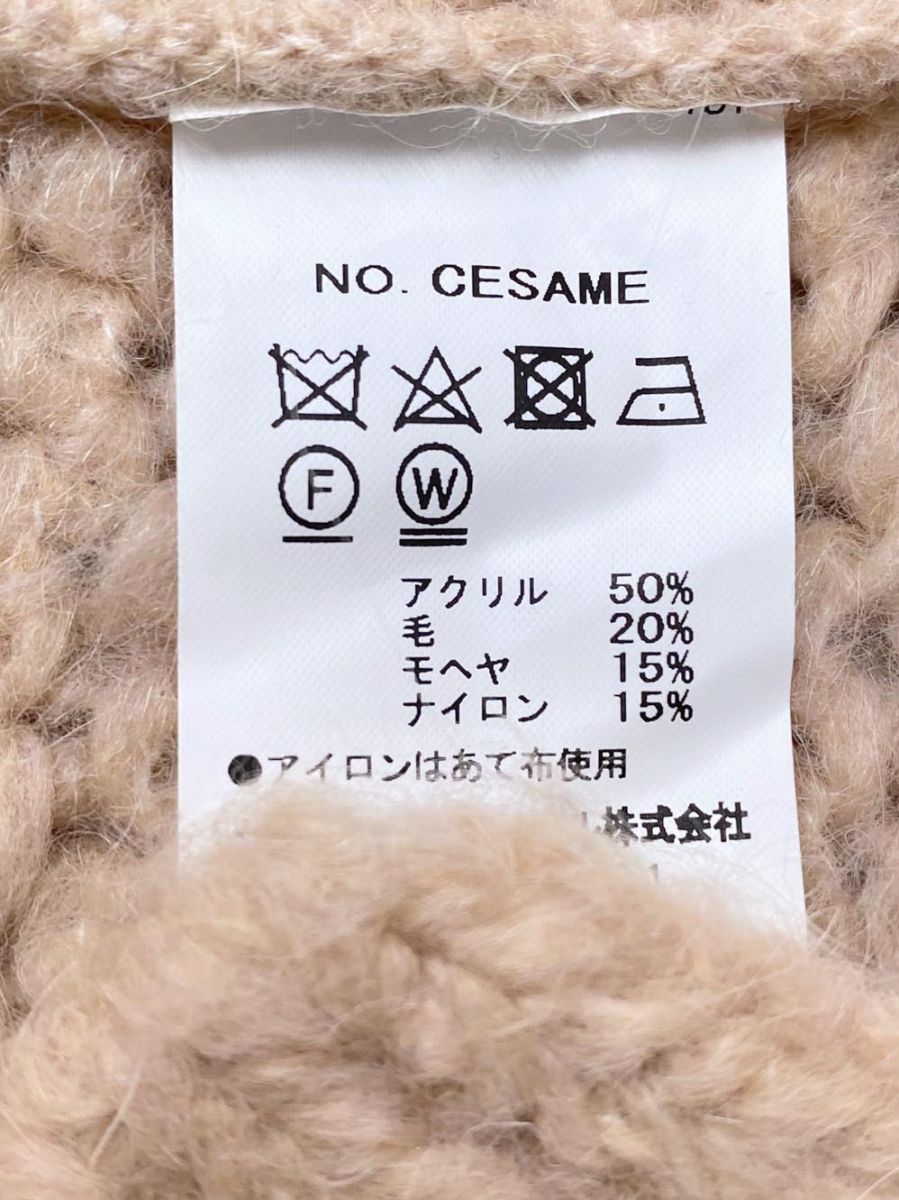 NO. CESAME
F W
アクリル 50%
毛 20%
モヘヤ 15%
ナイロン 15%
●アイロンはあて布使用
株式会社